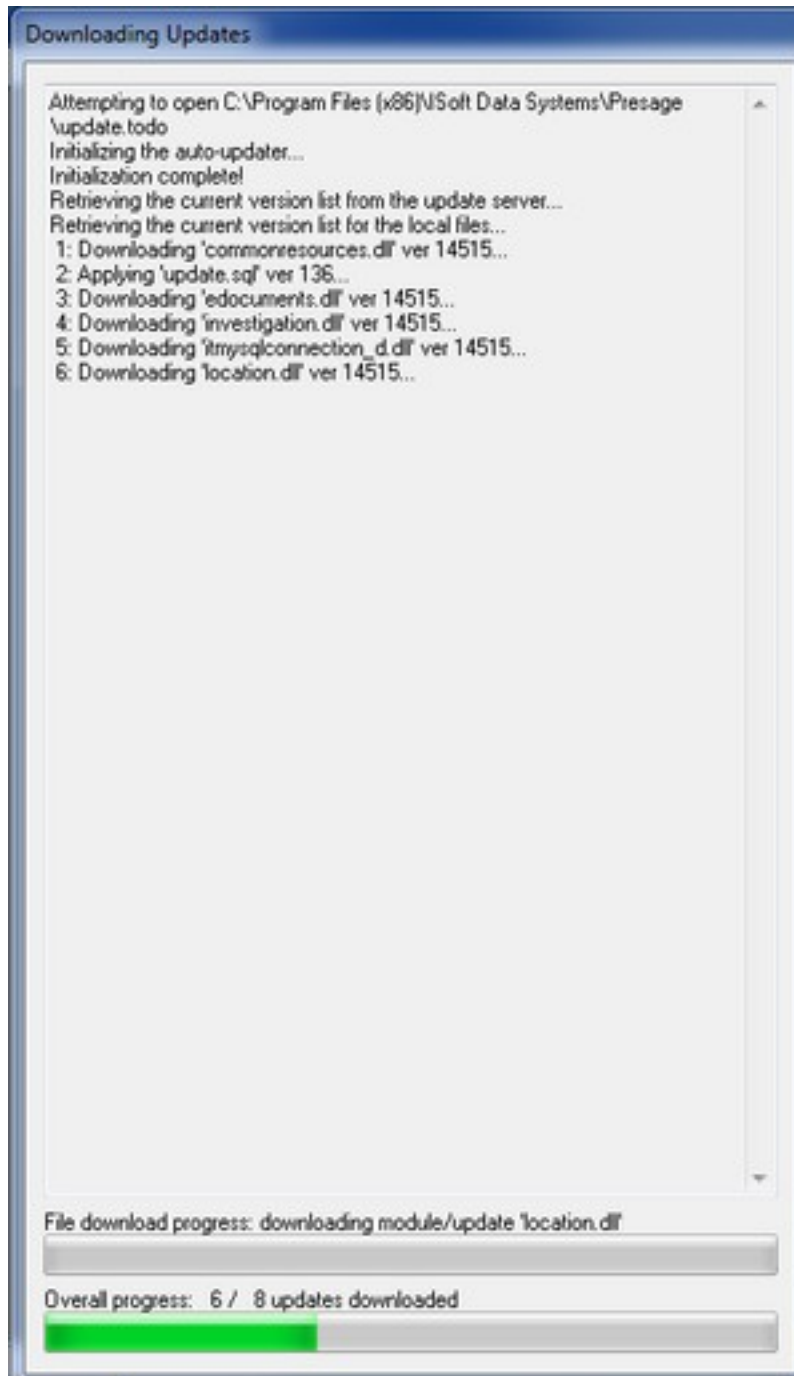 Downloading Updates
Attempting to open C:\Program Files (x86)\ISoft Data Systems\Presage
\update.todo
Initializing the auto-updater...
Initialization complete!
Retrieving the current version list from the update server...
Retrieving the current version list for the local files...
1: Downloading 'commonresources.dll' ver 14515...
2: Applying 'update.sql' ver 136...
3: Downloading 'edocuments.dll' ver 14515...
4: Downloading 'investigation.dll' ver 14515...
5: Downloading 'itmysqlconnection_d.dll' ver 14515...
6: Downloading 'location.dll' ver 14515...
File download progress: downloading module/update 'location.dll'
Overall progress: 6 / 8 updates downloaded